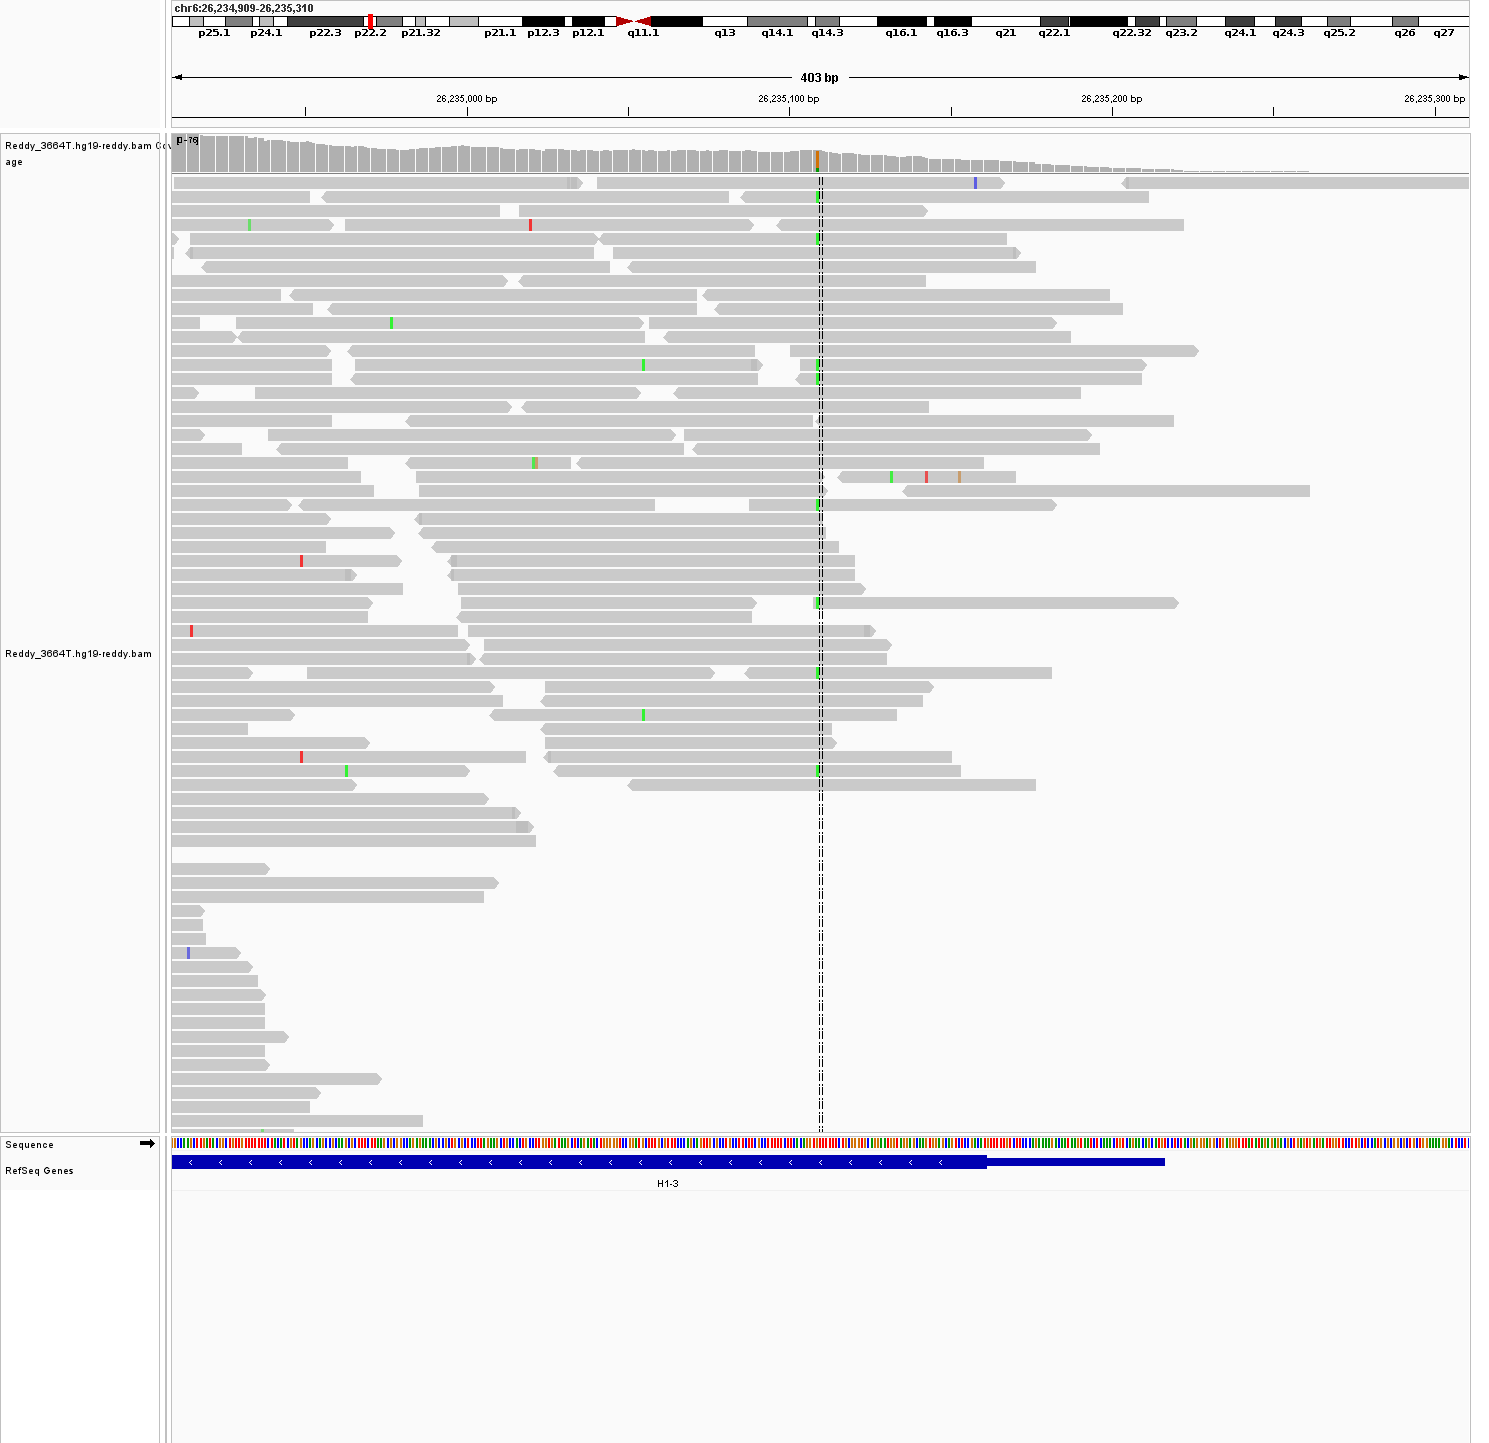 chr6:26,234,909-26,235,310
p25.1 p24.1 p22.3 p22.2 p21.32 p21.1 p12.3 p12.1 q11.1 q13 q14.1 q14.3 q16.1 q16.3 q21 q22.1 q22.32 q23.2 q24.1 q24.3 q25.2 q26 q27
403 bp
26,235,000 bp 26,235,100 bp 26,235,200 bp 26,235,300 bp
Reddy_3664T.hg19-reddy.bam Cov
age
[0-76]
Reddy_3664T.hg19-reddy.bam
Sequence
RefSeq Genes
H1-3